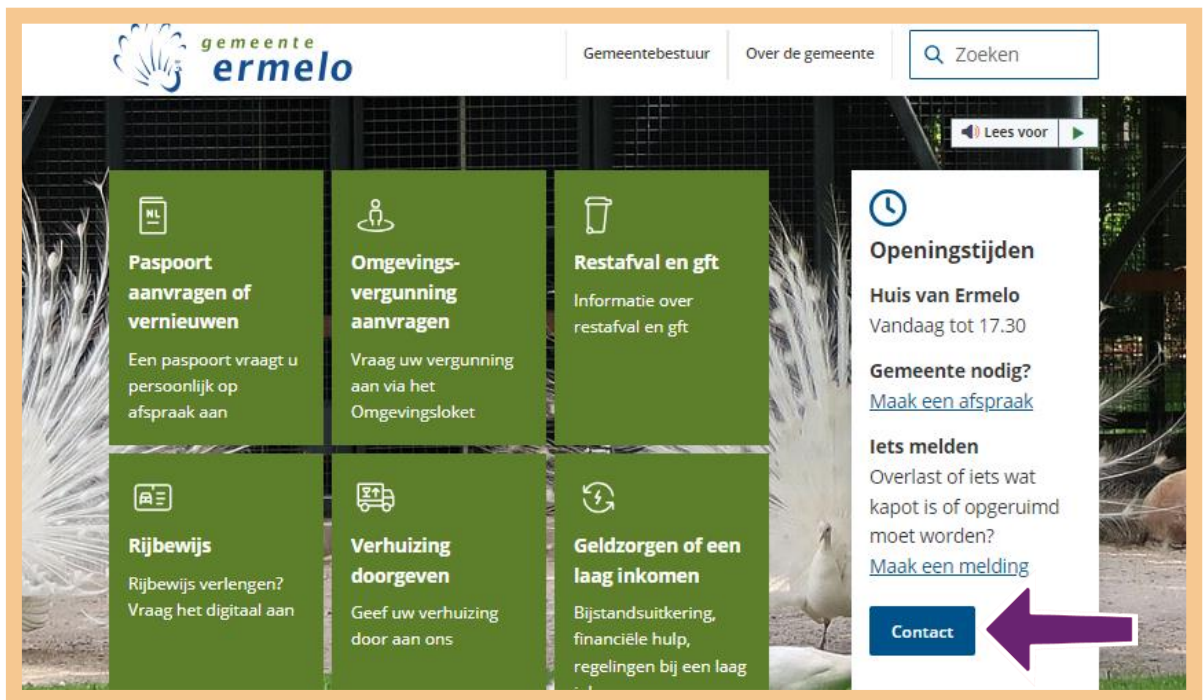 gemeente
ermelo
Gemeentebestuur
Over de gemeente
Zoeken
Lees voor
NL
Paspoort
aanvragen of
vernieuwen
Een paspoort vraagt u
persoonlijk op
afspraak aan
Omgevings-
vergunning
aanvragen
Vraag uw vergunning
aan via het
Omgevingsloket
Restafval en gft
Informatie over
restafval en gft
Rijbewijs
Rijbewijs verlengen?
Vraag het digitaal aan
Verhuizing
doorgeven
Geef uw verhuizing
door aan ons
Geldzorgen of een
laag inkomen
Bijstandsuitkering,
financiële hulp,
regelingen bij een laag
Openingstijden
Huis van Ermelo
Vandaag tot 17.30
Gemeente nodig?
Maak een afspraak
Iets melden
Overlast of iets wat
kapot is of opgeruimd
moet worden?
Maak een melding
Contact